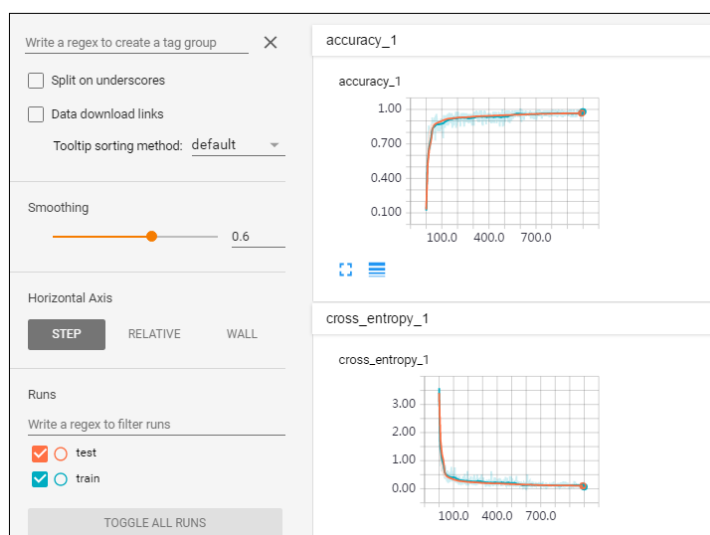 Write a regex to create a tag group
Split on underscores
Data download links
Tooltip sorting method: default
Smoothing
0.6
Horizontal Axis
STEP RELATIVE WALL
Runs
Write a regex to filter runs
test
train
TOGGLE ALL RUNS
accuracy_1
accuracy_1
1.00
0.700
0.400
0.100
100.0 400.0 700.0
cross_entropy_1
cross_entropy_1
3.00
2.00
1.00
0.00
100.0 400.0 700.0